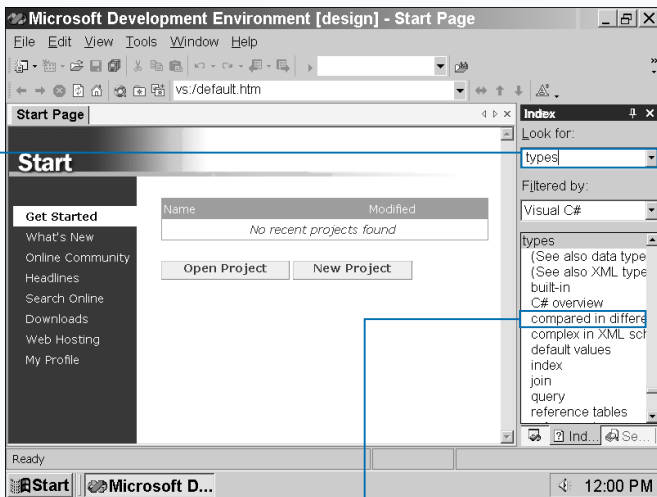 Microsoft Development Environment [design] - Start Page
File Edit View Tools Window Help
vs:/default.htm
Start Page
Index
Look for:
types
Filtered by:
Visual C#
types
(See also data type
(See also XML type
built-in
C# overview
compared in differe
complex in XML sch
default values
index
join
query
reference tables
Ind... Se...
Start
Get Started
What's New
Online Community
Headlines
Search Online
Downloads
Web Hosting
My Profile
Name Modified
No recent projects found
Open Project New Project
Ready
Start Microsoft D... 12:00 PM